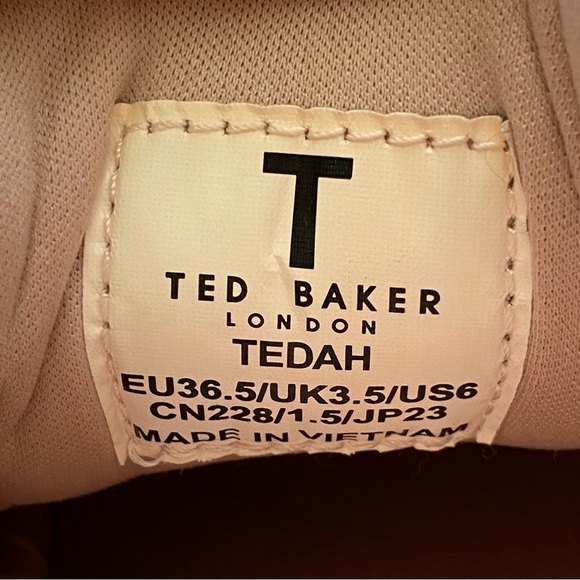 T
TED BAKER
LONDON
TEDAH
EU36.5/UK3.5/US6
CN228/1.5/JP23
MADE IN VIETNAM